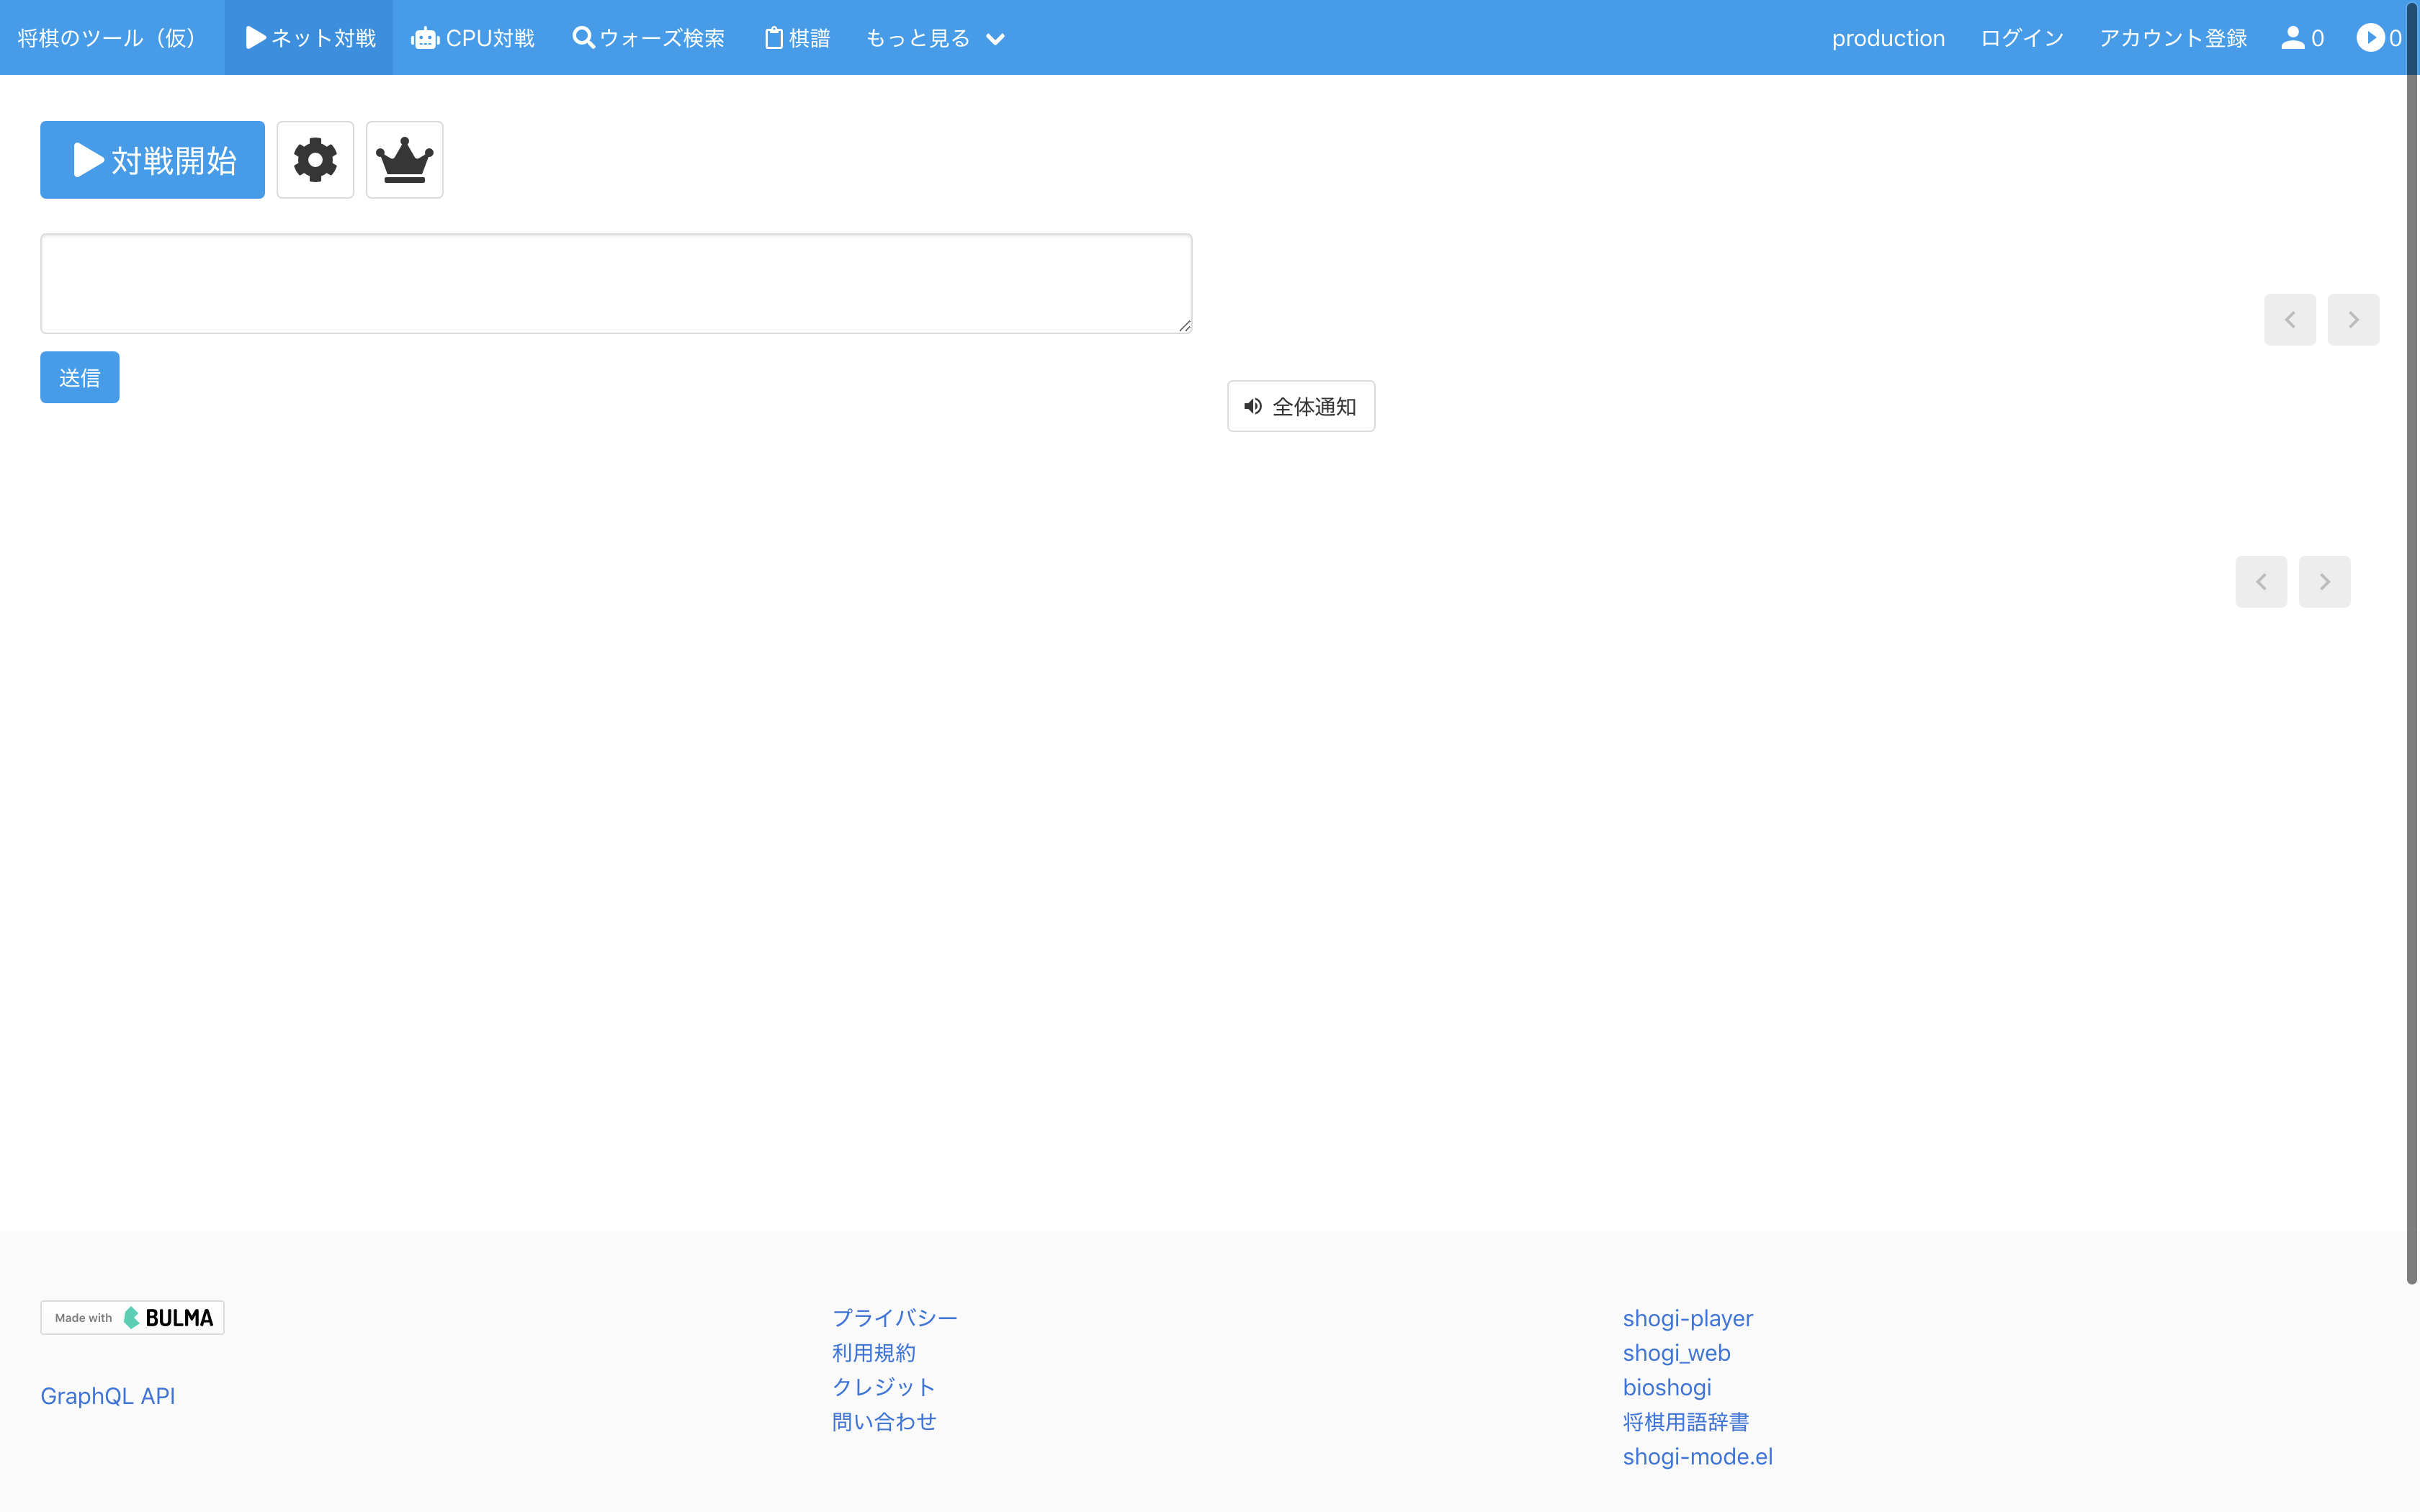 将棋のツール（仮） ネット対戦 CPU対戦 ウォーズ検索 棋譜 もっと見る production ログイン アカウント登録 0 0
対戦開始
送信
全体通知
Made with BULMA
GraphQL API
プライバシー
利用規約
クレジット
問い合わせ
shogi-player
shogi_web
bioshogi
将棋用語辞書
shogi-mode.el